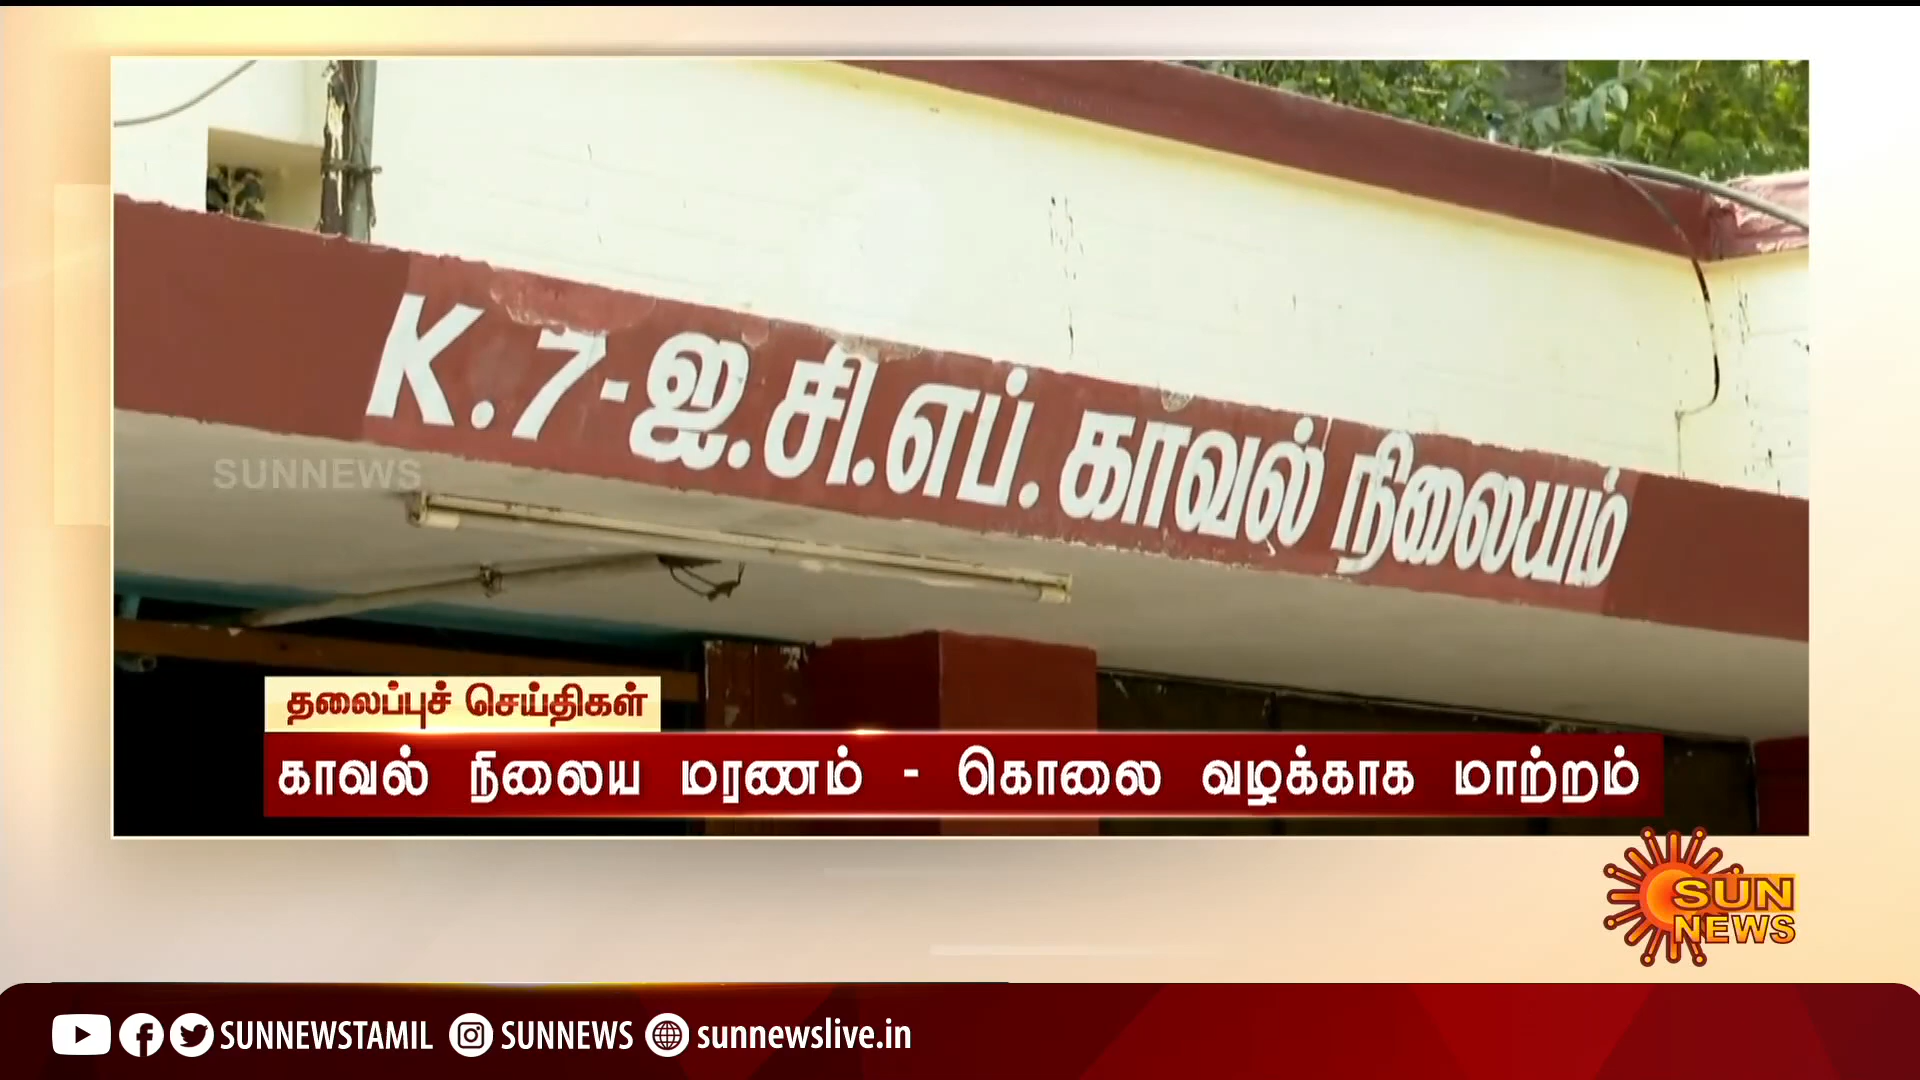 K.7-ஐ.சி.எப். காவல் நிலையம்
SUNNEWS
தலைப்புச் செய்திகள்
காவல் நிலைய மரணம் - கொலை வழக்காக மாற்றம்
SUN
NEWS
SUNNEWSTAMIL SUNNEWS sunnewslive.in